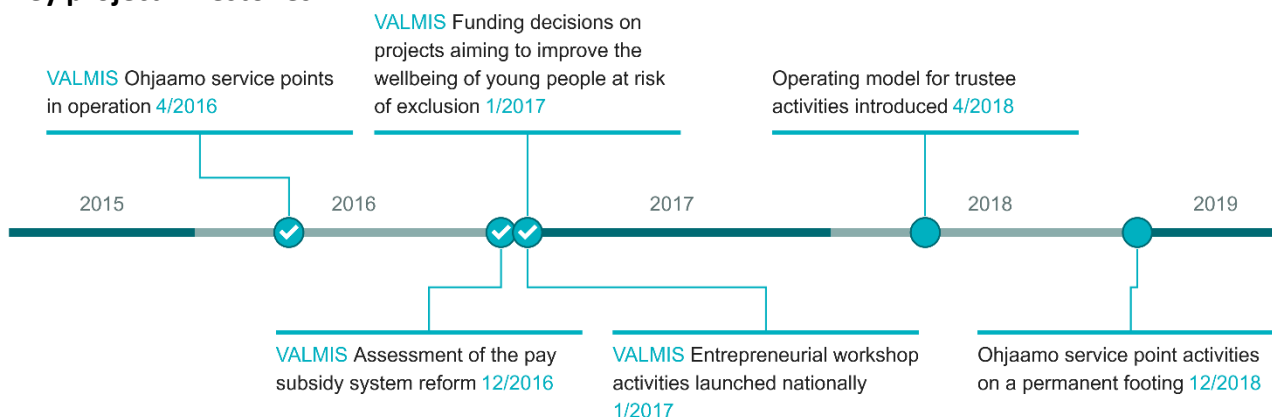 VALMIS Funding decisions on
projects aiming to improve the
wellbeing of young people at risk
of exclusion 1/2017
VALMIS Ohjaamo service points
in operation 4/2016
Operating model for trustee
activities introduced 4/2018
2015
2016
2017
2018
2019
VALMIS Assessment of the pay
subsidy system reform 12/2016
VALMIS Entrepreneurial workshop
activities launched nationally
1/2017
Ohjaamo service point activities
on a permanent footing 12/2018